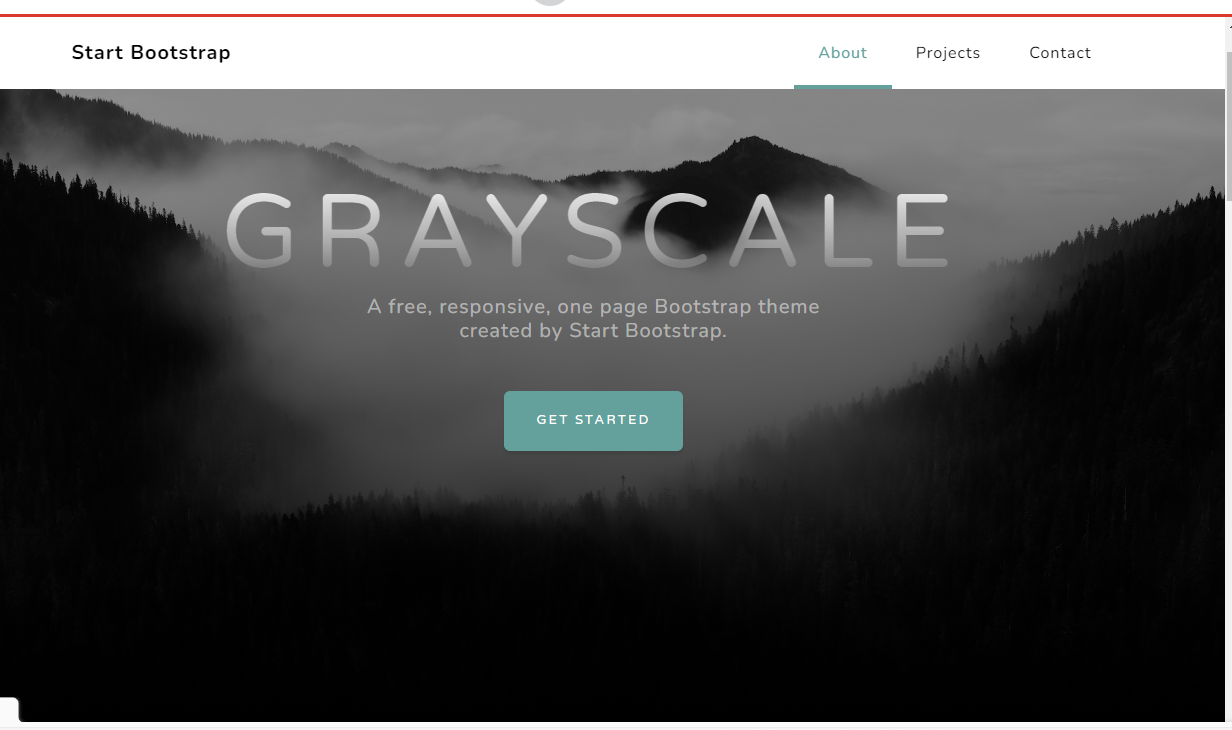 Start Bootstrap
About
Projects
Contact
GRAYSCALE
A free, responsive, one page Bootstrap theme
created by Start Bootstrap.
GET STARTED